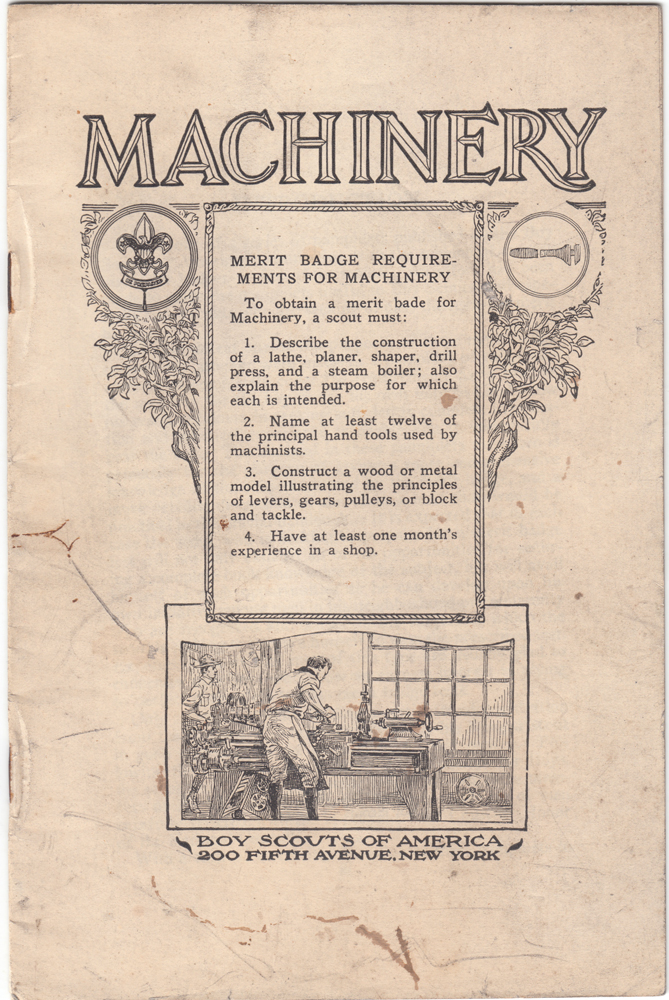 MACHINERY
MERIT BADGE REQUIRE-
MENTS FOR MACHINERY
To obtain a merit bade for
Machinery, a scout must:
1. Describe the construction
of a lathe, planer, shaper, drill
press, and a steam boiler; also
explain the purpose for which
each is intended.
2. Name at least twelve of
the principal hand tools used by
machinists.
3. Construct a wood or metal
model illustrating the principles
of levers, gears, pulleys, or block
and tackle.
4. Have at least one month's
experience in a shop.
BOY SCOUTS OF AMERICA
200 FIFTH AVENUE, NEW YORK